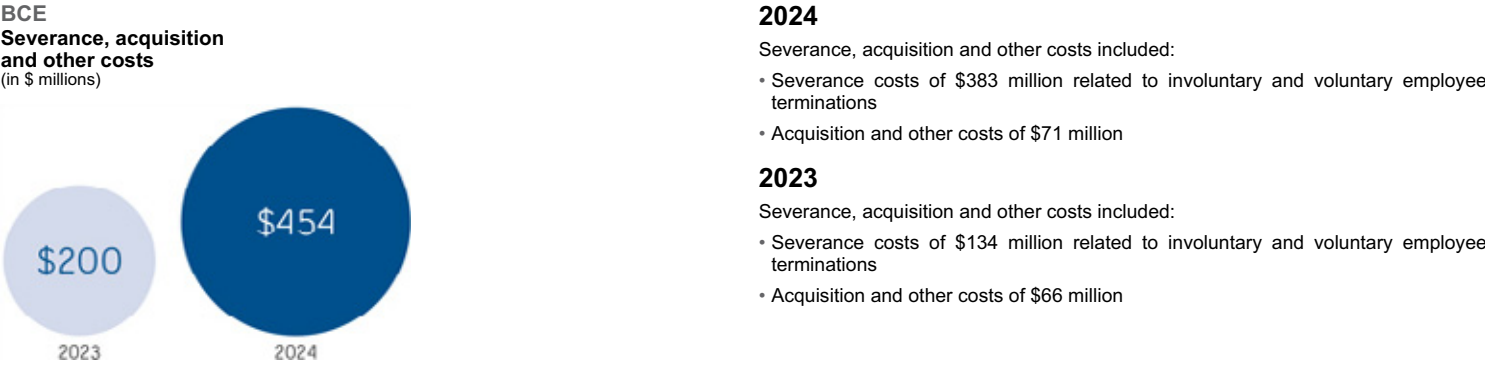 BCE
Severance, acquisition
and other costs
(in $ millions)
$200
$454
2023
2024
2024
Severance, acquisition and other costs included:
• Severance costs of $383 million related to involuntary and voluntary employee
terminations
• Acquisition and other costs of $71 million
2023
Severance, acquisition and other costs included:
• Severance costs of $134 million related to involuntary and voluntary employee
terminations
• Acquisition and other costs of $66 million